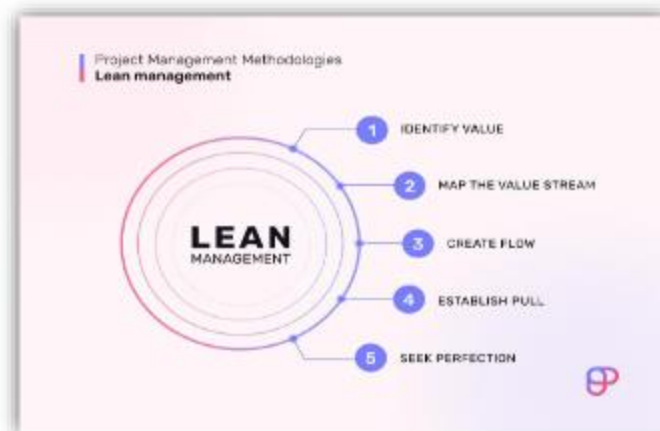 Project Management Methodologies
Lean management
1 IDENTIFY VALUE
2 MAP THE VALUE STREAM
LEAN
MANAGEMENT
3 CREATE FLOW
4 ESTABLISH PULL
5 SEEK PERFECTION